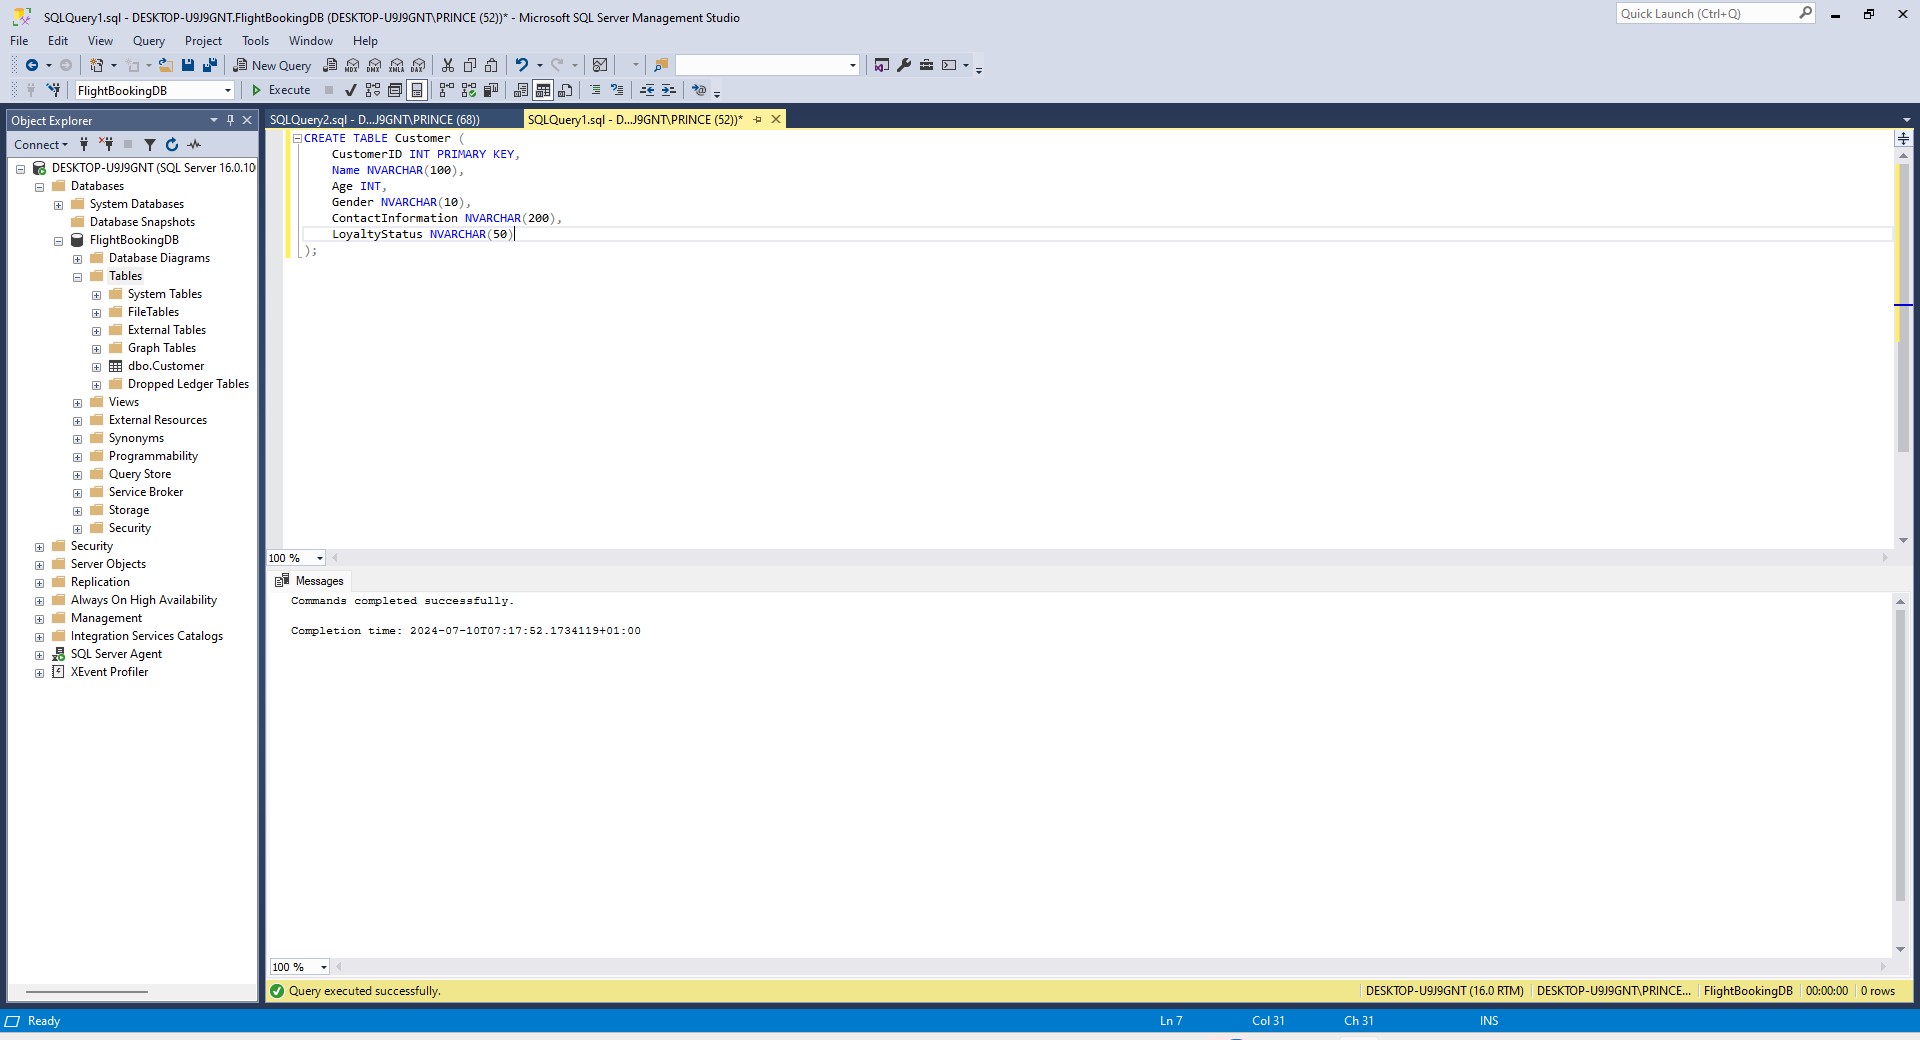 SQLQuery1.sql - DESKTOP-U9J9GNT.FlightBookingDB (DESKTOP-U9J9GNT\PRINCE (52))* - Microsoft SQL Server Management Studio
Quick Launch (Ctrl+Q)
File Edit View Query Project Tools Window Help
New Query MDX DMX XMLA DAX
FlightBookingDB Execute
Object Explorer
SQLQuery2.sql - D...J9GNT\PRINCE (68)) SQLQuery1.sql - D...J9GNT\PRINCE (52))*
Connect
DESKTOP-U9J9GNT (SQL Server 16.0.10
Databases
System Databases
Database Snapshots
FlightBookingDB
Database Diagrams
Tables
System Tables
FileTables
External Tables
Graph Tables
dbo.Customer
Dropped Ledger Tables
Views
External Resources
Synonyms
Programmability
Query Store
Service Broker
Storage
Security
Security
Server Objects
Replication
Always On High Availability
Management
Integration Services Catalogs
SQL Server Agent
XEvent Profiler
CREATE TABLE Customer (
CustomerID INT PRIMARY KEY,
Name NVARCHAR(100),
Age INT,
Gender NVARCHAR(10),
ContactInformation NVARCHAR(200),
LoyaltyStatus NVARCHAR(50)
);
100 %
Messages
Commands completed successfully.
Completion time: 2024-07-10T07:17:52.1734119+01:00
100 %
Query executed successfully.
DESKTOP-U9J9GNT (16.0 RTM) DESKTOP-U9J9GNT\PRINCE... FlightBookingDB 00:00:00 0 rows
Ready Ln 7 Col 31 Ch 31 INS